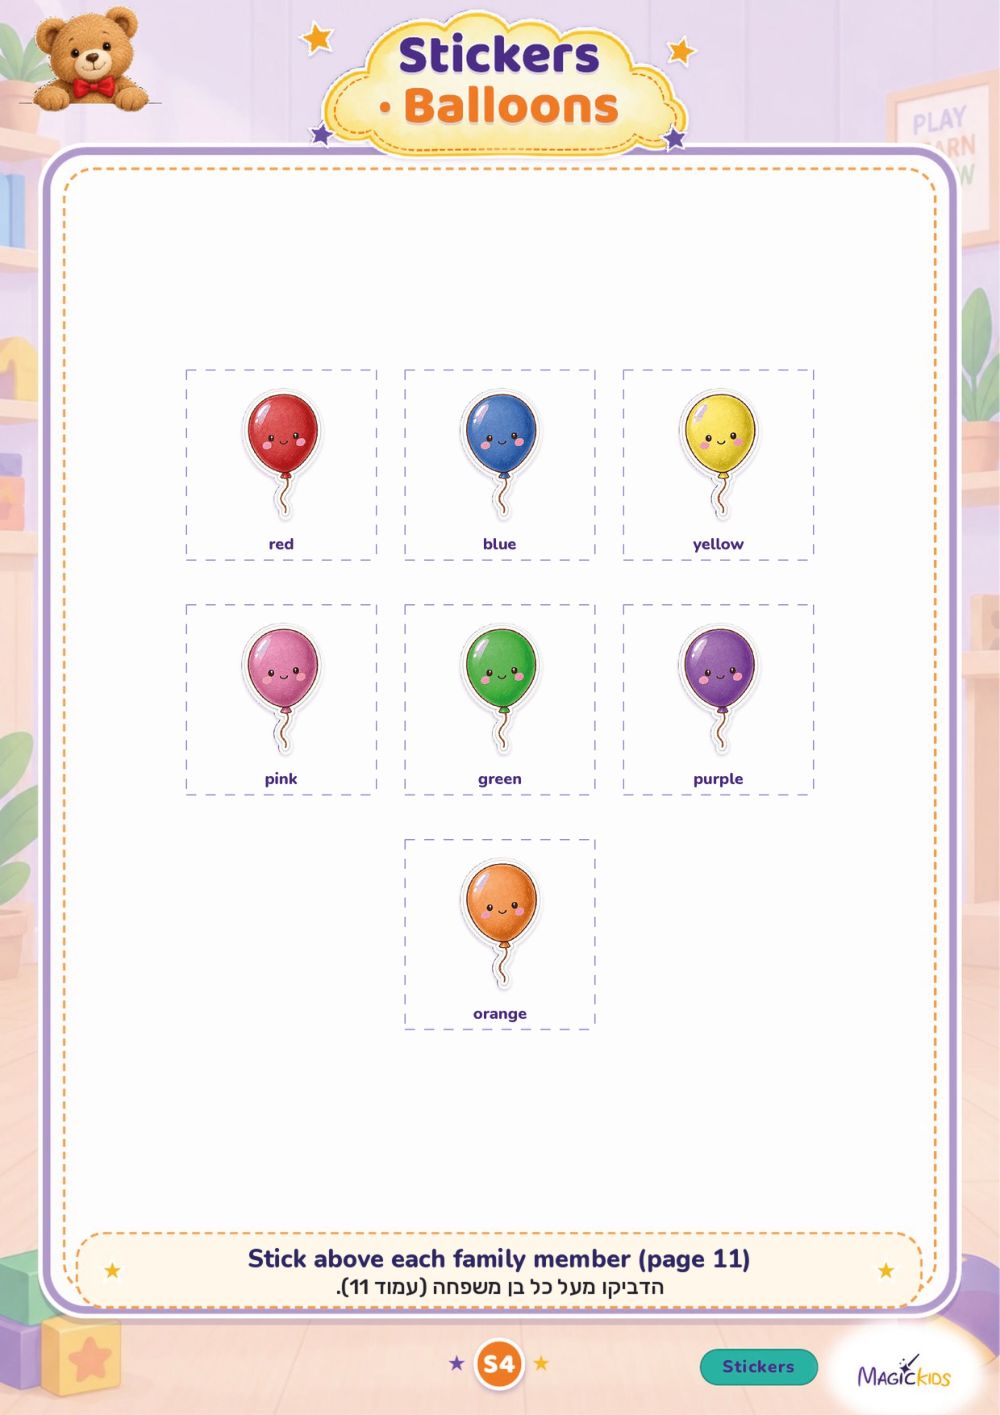 Stickers
• Balloons
PLAY
red
blue
yellow
pink
green
purple
orange
Stick above each family member (page 11)
הדביקו מעל כל בן משפחה (עמוד 11).
S4
Stickers
MAGICKIDS